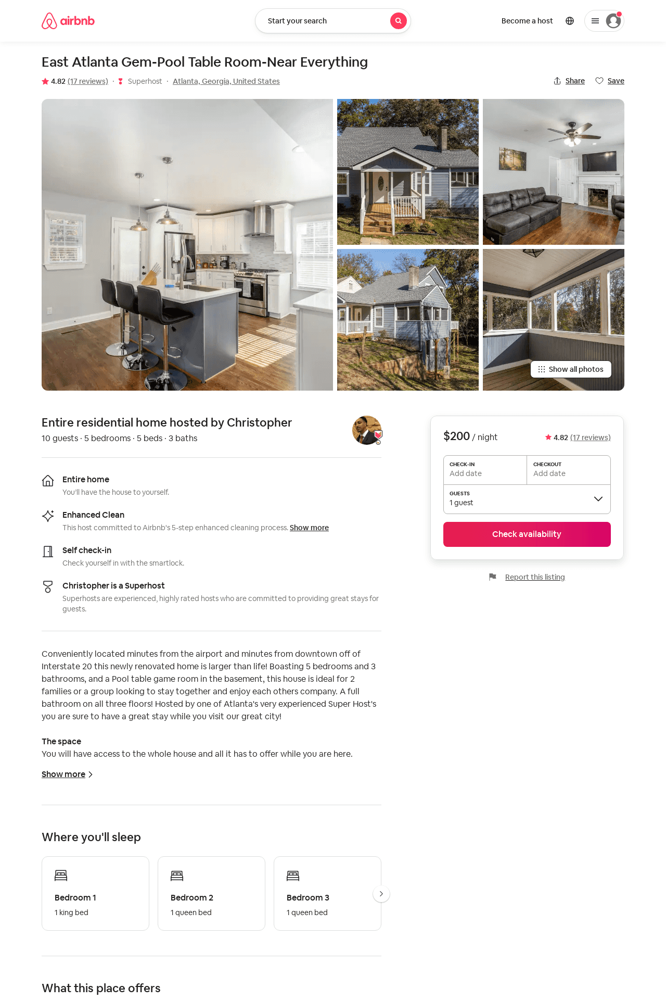 airbnb
Start your search
Become a host
East Atlanta Gem-Pool Table Room-Near Everything
4.82 (17 reviews) · Superhost · Atlanta, Georgia, United States
Share
Save
Show all photos
Entire residential home hosted by Christopher
10 guests · 5 bedrooms · 5 beds · 3 baths
$200 / night
4.82 (17 reviews)
CHECK-IN
Add date
CHECKOUT
Add date
GUESTS
1 guest
Check availability
Report this listing
Entire home
You’ll have the house to yourself.
Enhanced Clean
This host committed to Airbnb's 5-step enhanced cleaning process. Show more
Self check-in
Check yourself in with the smartlock.
Christopher is a Superhost
Superhosts are experienced, highly rated hosts who are committed to providing great stays for
guests.
Conveniently located minutes from the airport and minutes from downtown off of
Interstate 20 this newly renovated home is larger than life! Boasting 5 bedrooms and 3
bathrooms, and a Pool table game room in the basement, this house is ideal for 2
families or a group looking to stay together and enjoy each others company. A full
bathroom on all three floors! Hosted by one of Atlanta's very experienced Super Host's
you are sure to have a great stay while you visit our great city!
The space
You will have access to the whole house and all it has to offer while you are here.
Show more
Where you'll sleep
Bedroom 1
1 king bed
Bedroom 2
1 queen bed
Bedroom 3
1 queen bed
What this place offers